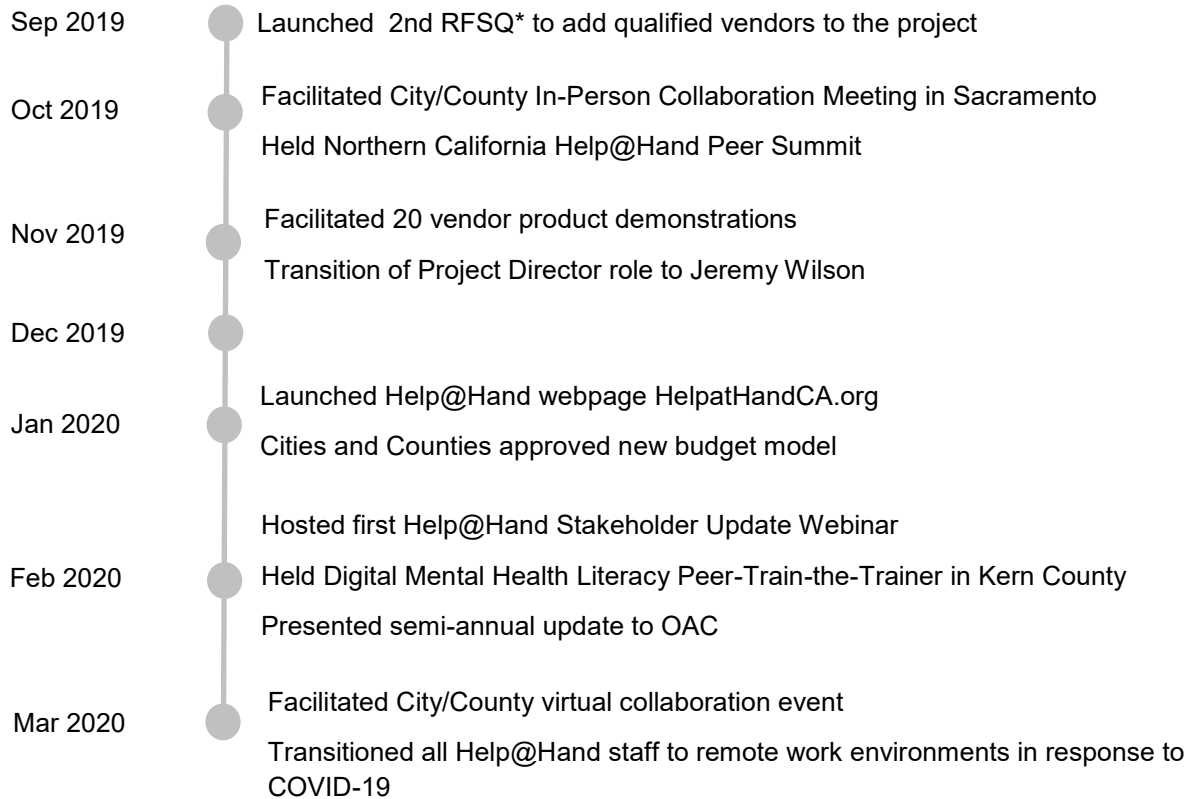 Sep 2019
Launched  2nd RFSQ* to add qualified vendors to the project
Oct 2019
Facilitated City/County In-Person Collaboration Meeting in Sacramento
Held Northern California Help@Hand Peer Summit
Nov 2019
Facilitated 20 vendor product demonstrations
Transition of Project Director role to Jeremy Wilson
Dec 2019
Jan 2020
Launched Help@Hand webpage HelpatHandCA.org
Cities and Counties approved new budget model
Feb 2020
Hosted first Help@Hand Stakeholder Update Webinar
Held Digital Mental Health Literacy Peer-Train-the-Trainer in Kern County
Presented semi-annual update to OAC
Mar 2020
Facilitated City/County virtual collaboration event
Transitioned all Help@Hand staff to remote work environments in response to
COVID-19